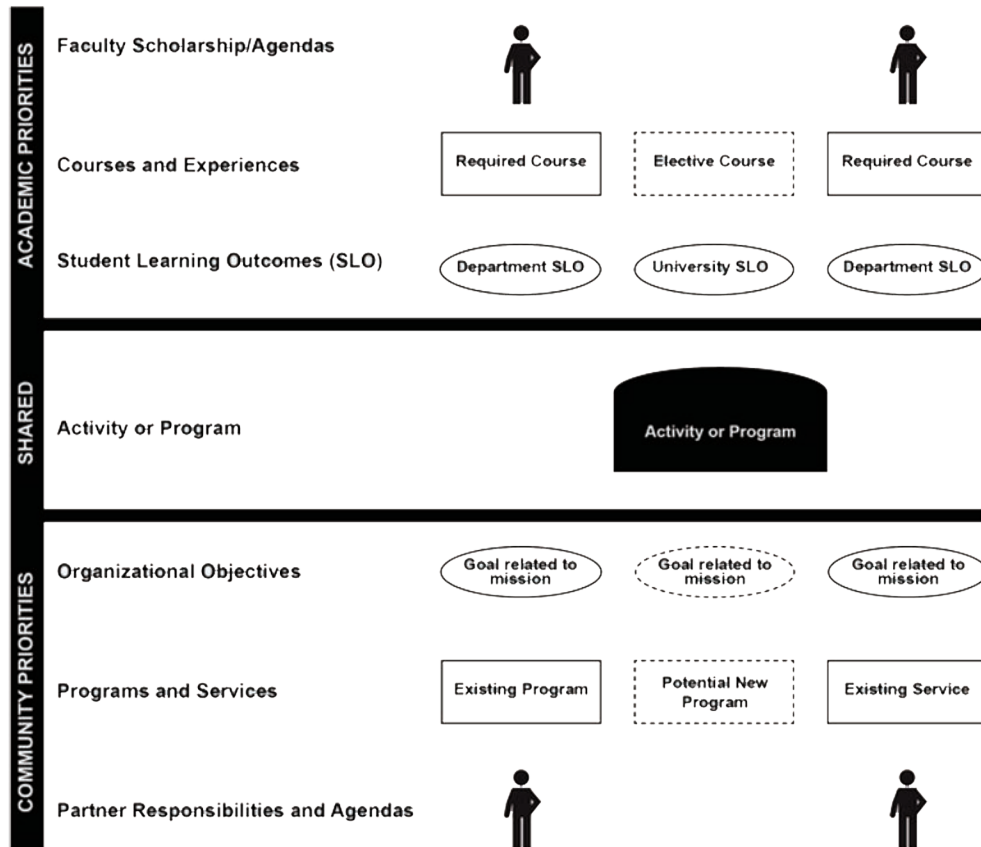 ACADEMIC PRIORITIES
Faculty Scholarship/Agendas
Courses and Experiences
Required Course
Elective Course
Required Course
Student Learning Outcomes (SLO)
Department SLO
University SLO
Department SLO
SHARED
Activity or Program
Activity or Program
COMMUNITY PRIORITIES
Organizational Objectives
Goal related to
mission
Goal related to
mission
Goal related to
mission
Programs and Services
Existing Program
Potential New
Program
Existing Service
Partner Responsibilities and Agendas